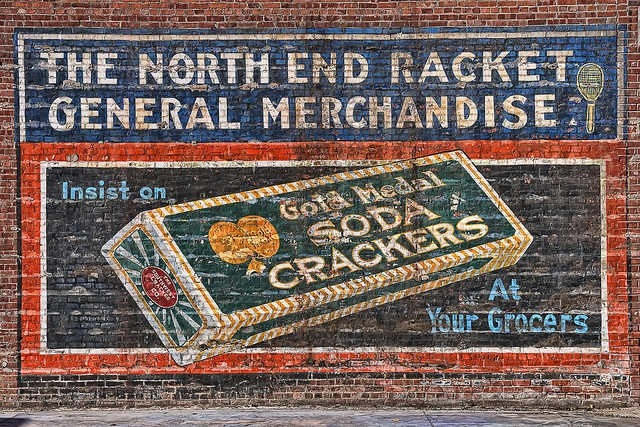 THE NORTH END RACKET
GENERAL MERCHANDISE
Insist on
Gold Medal
SODA
CRACKERS
At
Your Grocers